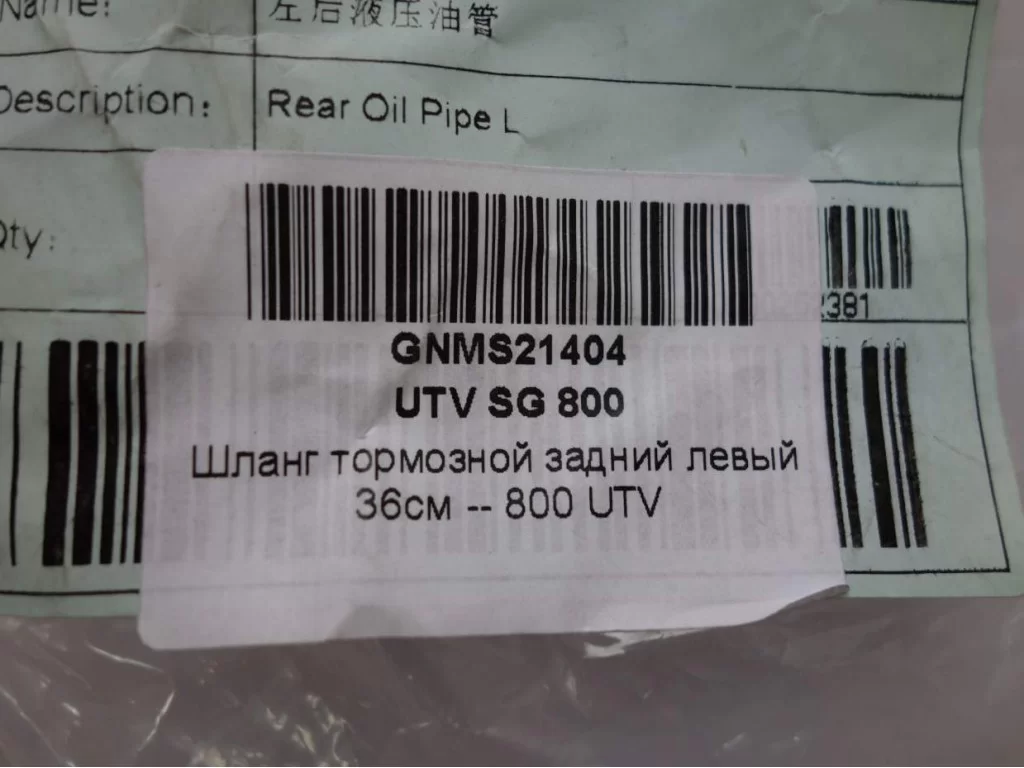 Name:
左后液压油管
Description:
Rear Oil Pipe L
Qty:
2381
GNMS21404
UTV SG 800
Шланг тормозной задний левый
36см -- 800 UTV